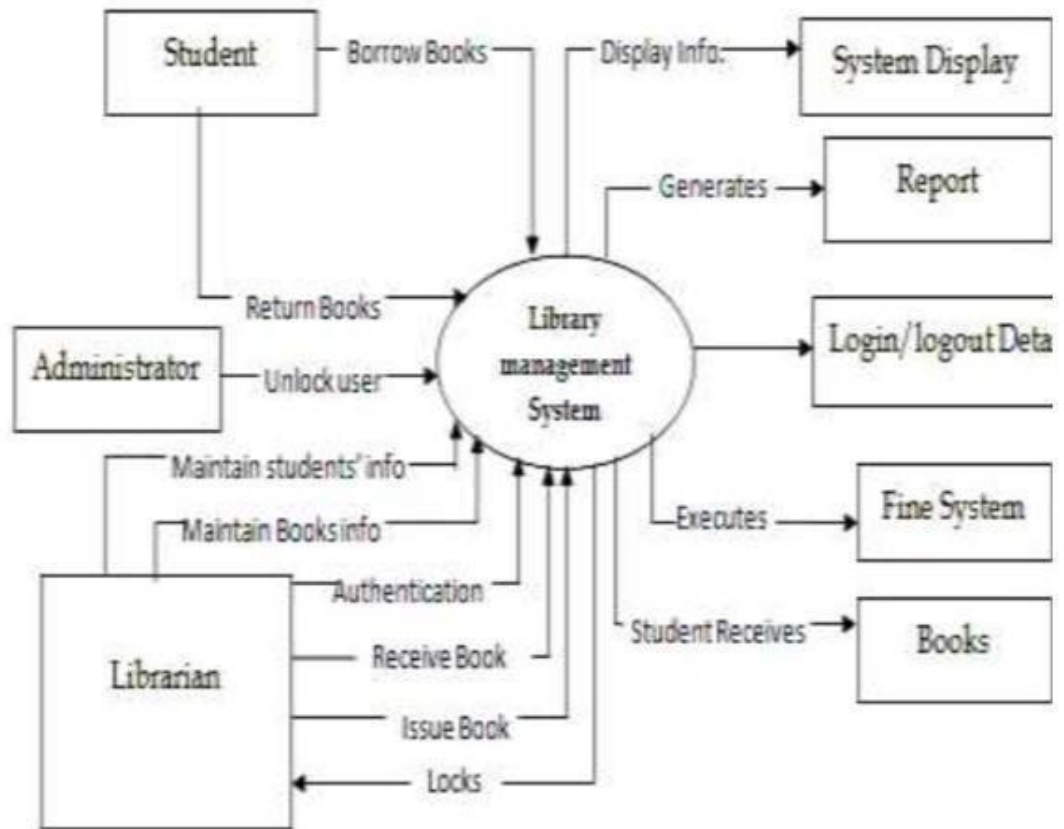 Student
Borrow Books
Display Info.
System Display
Generates
Report
Return Books
Library
management
System
Login/logout Deta
Administrator
Unlock user
Maintain students' info
Maintain Books info
Executes
Fine System
Authentication
Student Receives
Books
Librarian
Receive Book
Issue Book
Locks